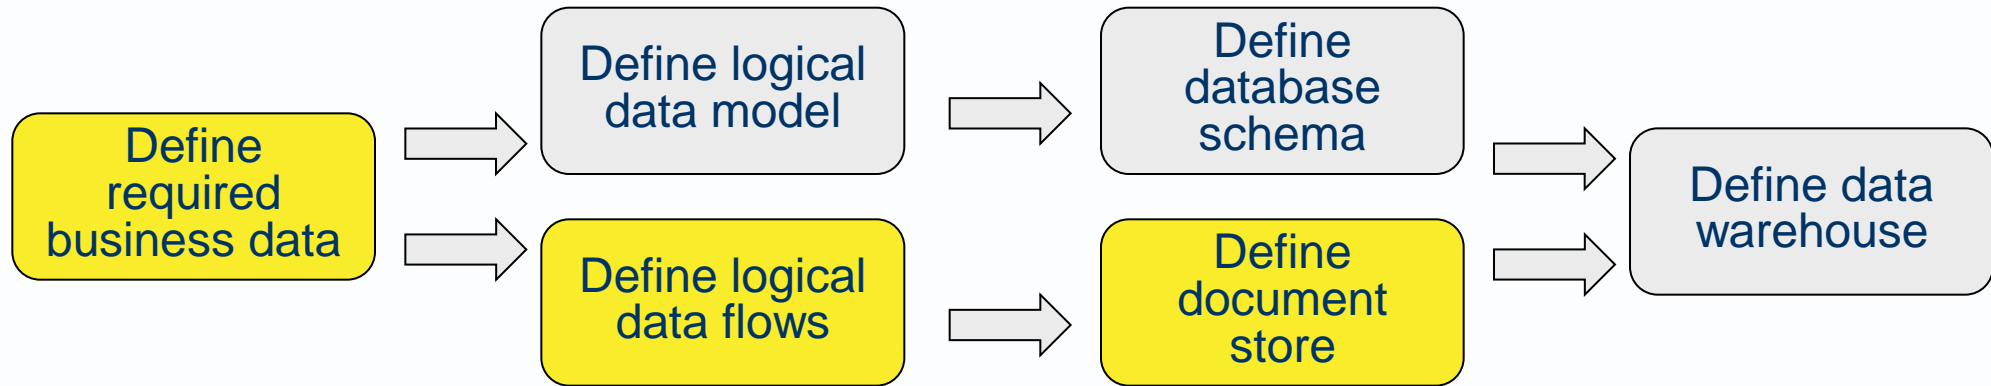 Define
required
business data
Define logical
data model
Define logical
data flows
Define
database
schema
Define
document
store
Define data
warehouse